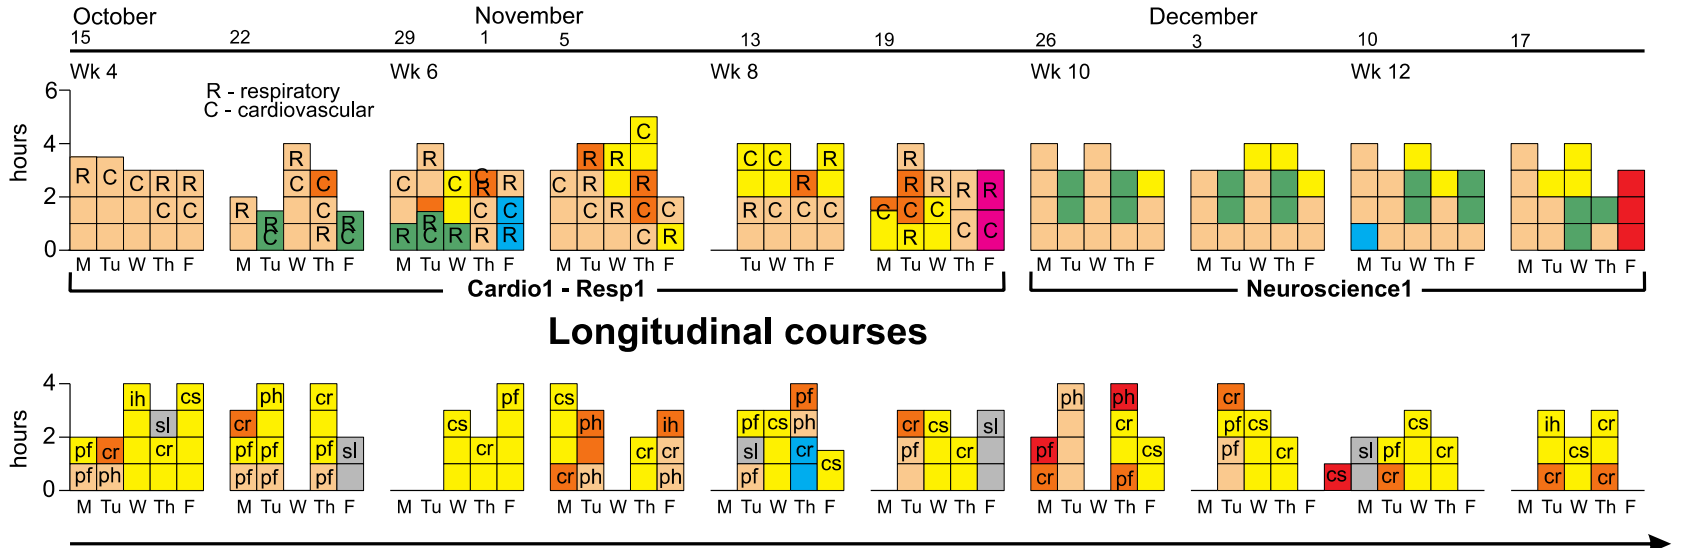 October November December
15 22 29 1 5 13 19 26 3 10 17
Wk 4 Wk 6 Wk 8 Wk 10 Wk 12
R - respiratory
C - cardiovascular
hours
6
4 R R C
R C C R R C R R C R R C R C C R R C R R C C R R R R
2 C C R C C R C R C C R C C R C C C R C C C C C
0 R C R C R R C R R R C R R C C
M Tu W Th F M Tu W Th F M Tu W Th F M Tu W Th F Tu W Th F M Tu W Th F M Tu W Th F M Tu W Th F M Tu W Th F M Tu W Th F
Cardio1 - Resp1 Neuroscience1
Longitudinal courses
hours
4 ih cs ph cr pf cs pf ph ph cr
sl cr cs ph ih pf cs ph cr cs sl cr pf cs cs ih cr
2 pf cr cr pf pf pf sl cr cr cr sl cr cs pf cr pf cs pf cr sl pf cr cs
0 pf ph pf pf pf cr ph ph pf cr pf cs cr cr cr
M Tu W Th F M Tu W Th F M Tu W Th F M Tu W Th F M Tu W Th F M Tu W Th F M Tu W Th F M Tu W Th F M Tu W Th F M Tu W Th F